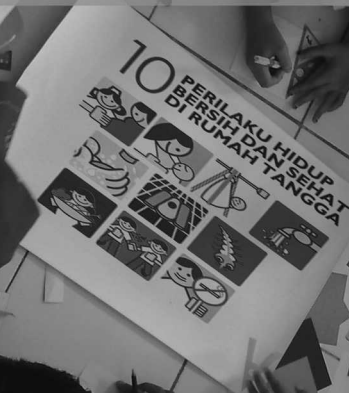 10
PERILAKU HIDUP
BERSIH DAN SEHAT
DI RUMAH TANGGA